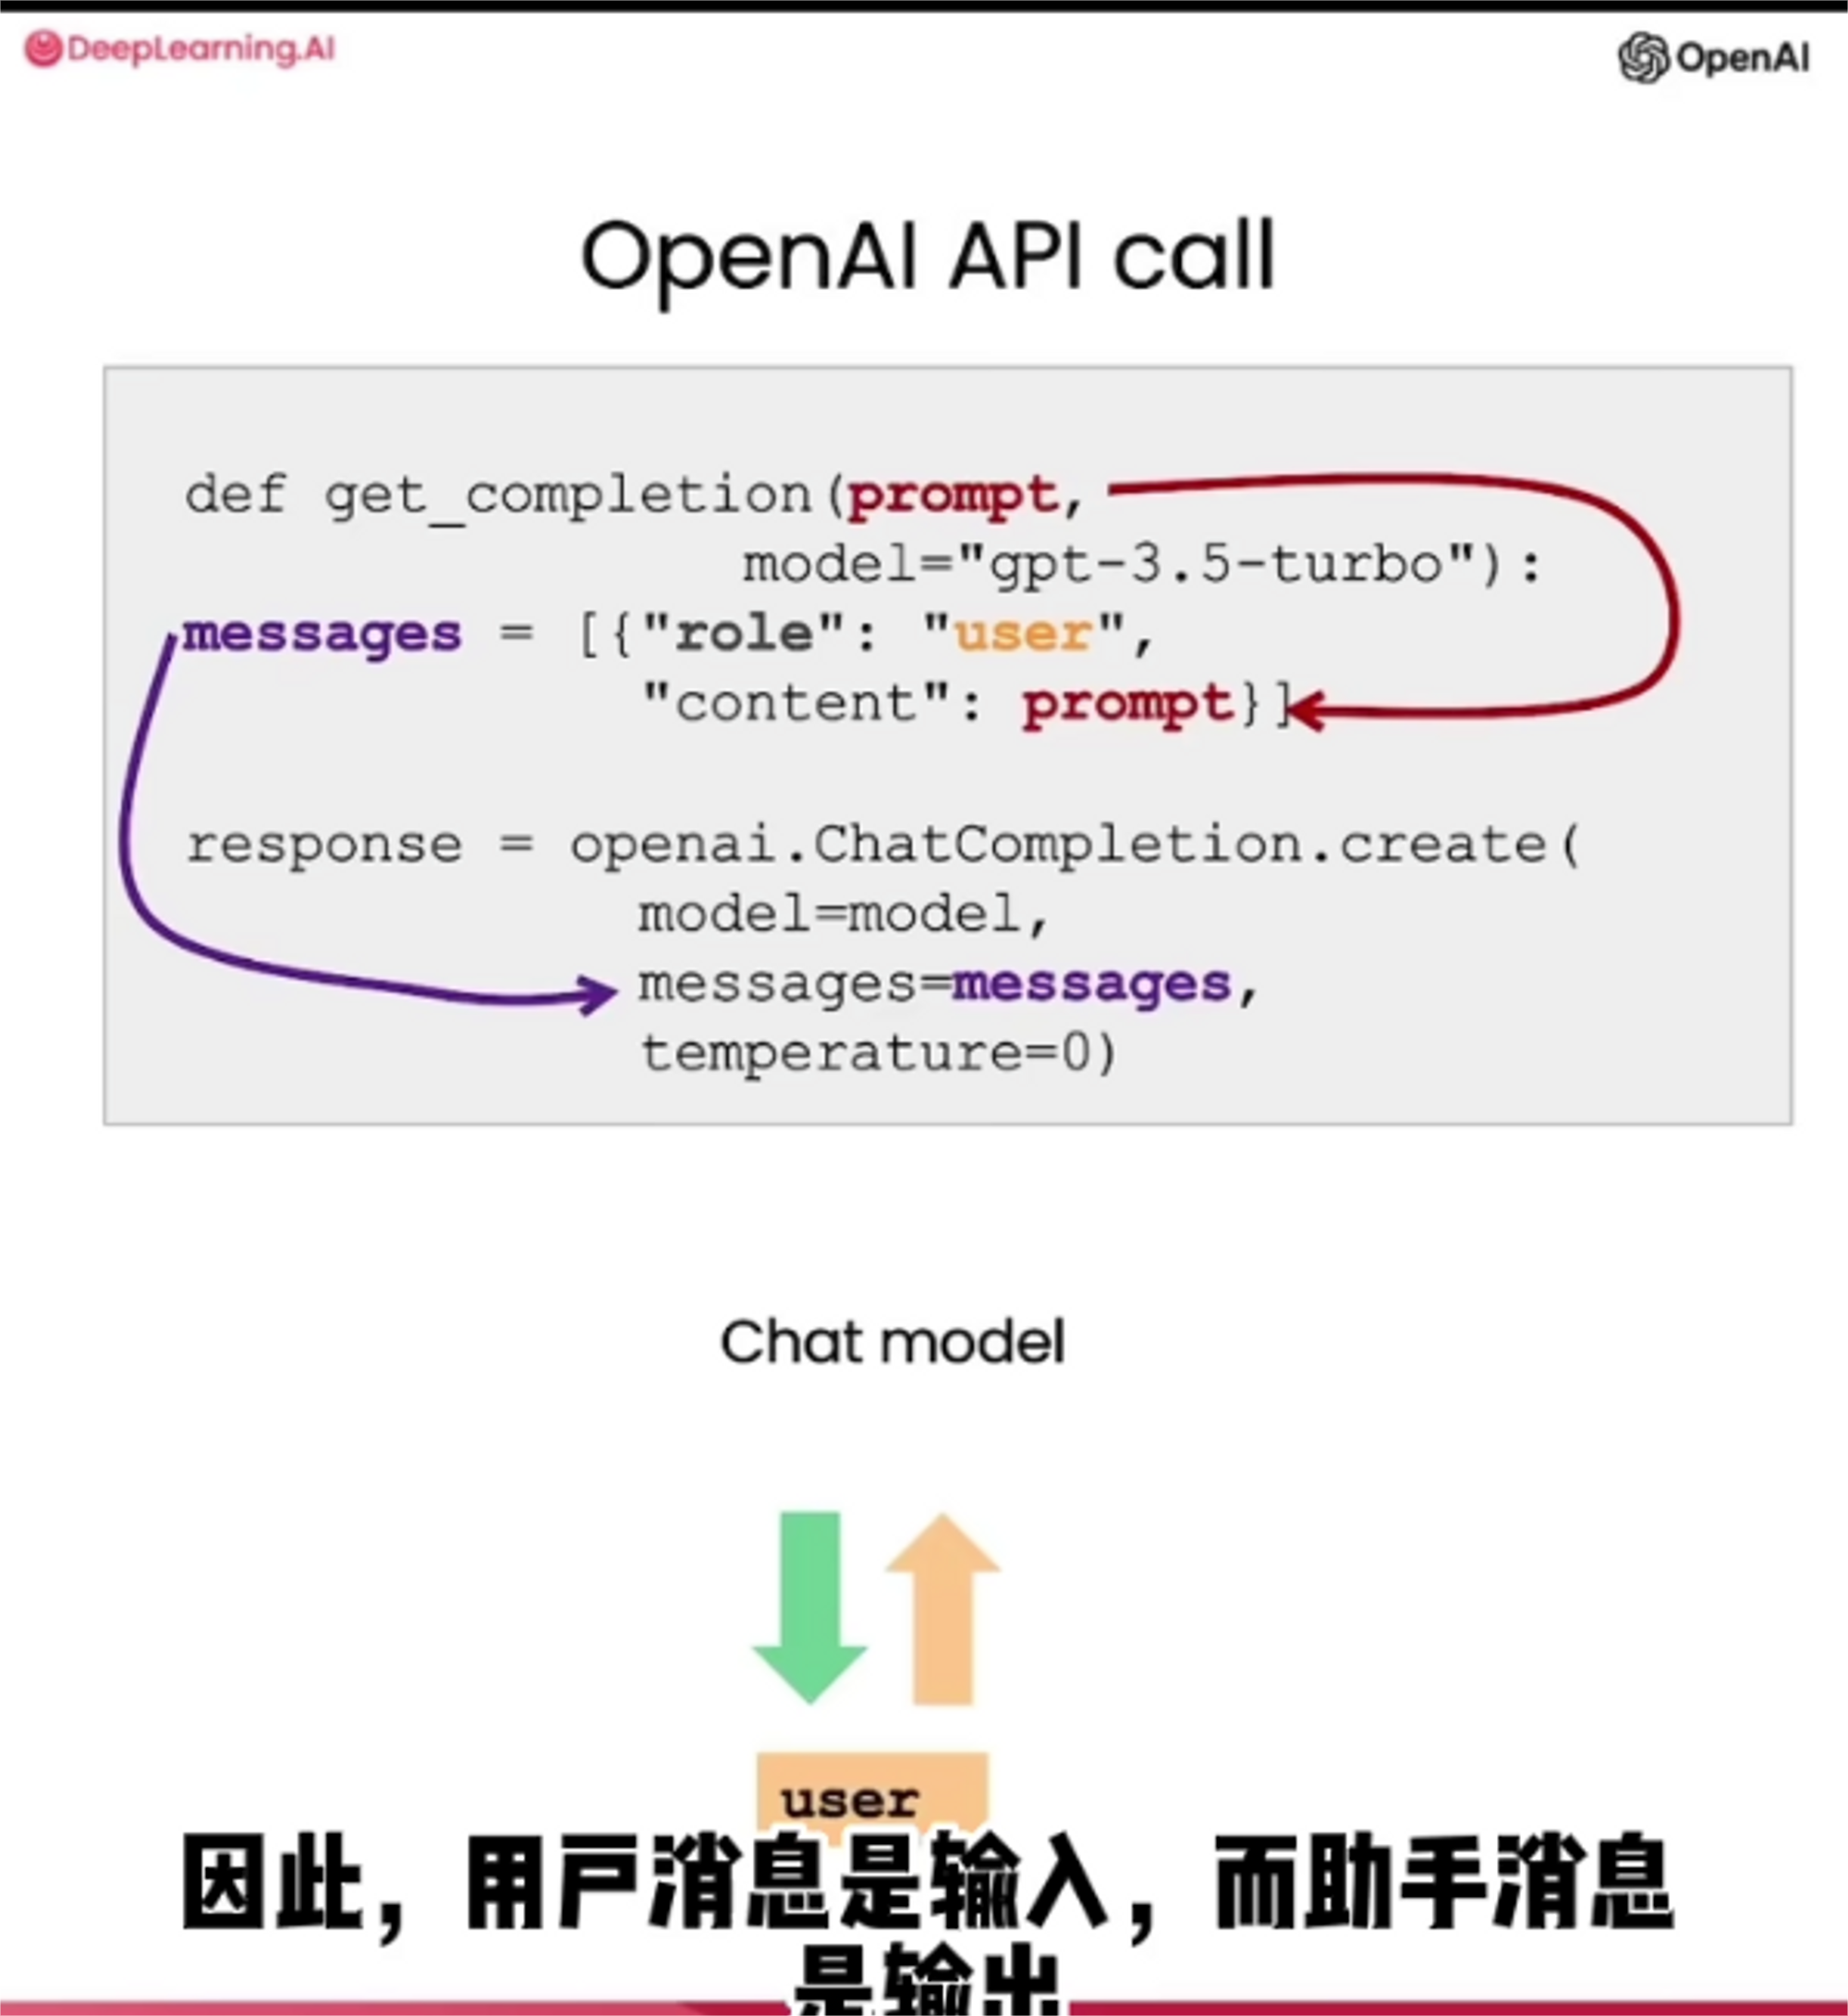 DeepLearning.AI
OpenAI
OpenAI API call
def get_completion(prompt,
model="gpt-3.5-turbo"):
messages = [{"role": "user",
"content": prompt}]
response = openai.ChatCompletion.create(
model=model,
messages=messages,
temperature=0)
Chat model
user
因此，用户消息是输入，而助手消息
是输出